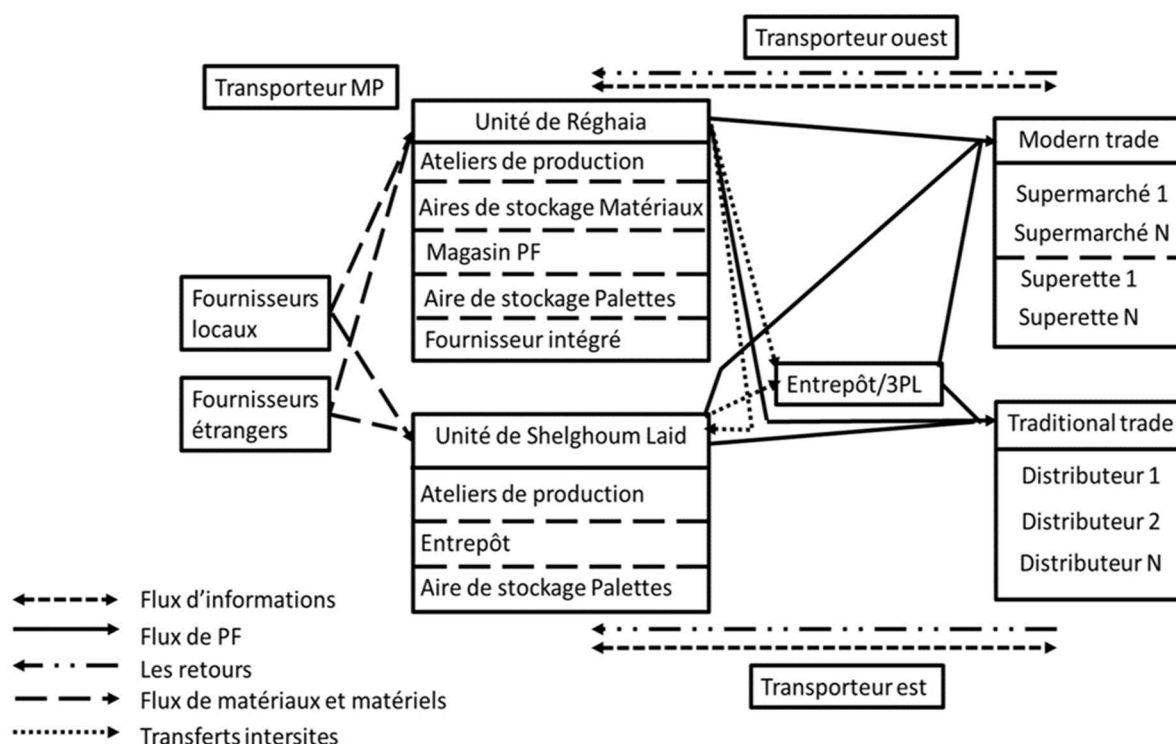 Transporteur ouest
Transporteur MP
Unité de Réghaia
Ateliers de production
Aires de stockage Matériaux
Magasin PF
Aire de stockage Palettes
Fournisseur intégré
Modern trade
Supermarché 1
Supermarché N
Superette 1
Superette N
Fournisseurs
locaux
Fournisseurs
étrangers
Entrepôt/3PL
Unité de Shelghoum Laid
Ateliers de production
Entrepôt
Aire de stockage Palettes
Traditional trade
Distributeur 1
Distributeur 2
Distributeur N
Transporteur est
Flux d'informations
Flux de PF
Les retours
Flux de matériaux et matériels
Transferts intersites